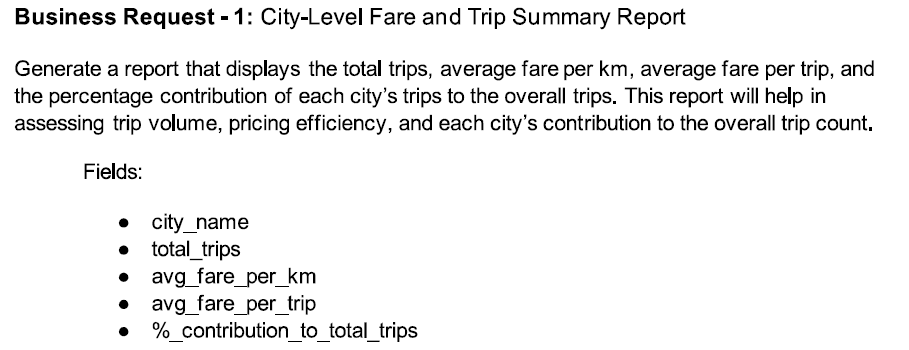 Business Request - 1: City-Level Fare and Trip Summary Report
Generate a report that displays the total trips, average fare per km, average fare per trip, and
the percentage contribution of each city's trips to the overall trips. This report will help in
assessing trip volume, pricing efficiency, and each city's contribution to the overall trip count.
Fields:
● city_name
● total_trips
● avg_fare_per_km
● avg_fare_per_trip
● %_contribution_to_total_trips